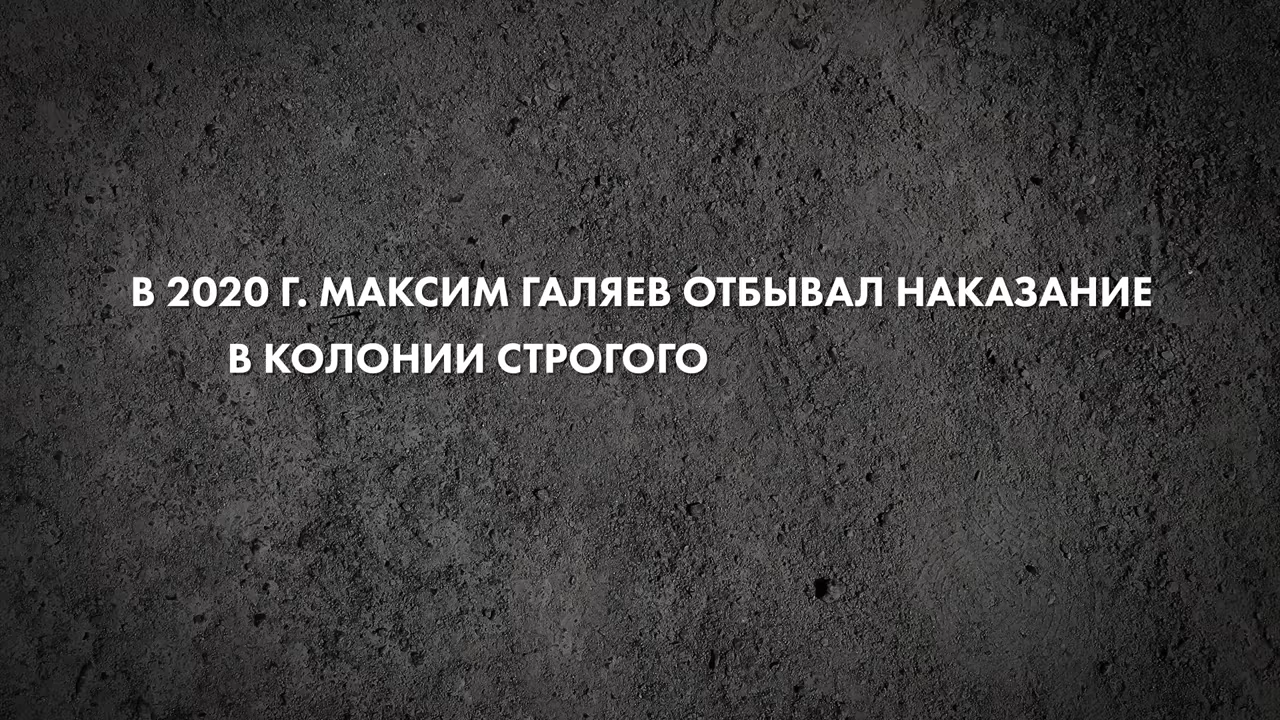 В 2020 Г. МАКСИМ ГАЛЯЕВ ОТБЫВАЛ НАКАЗАНИЕ
В КОЛОНИИ СТРОГОГО